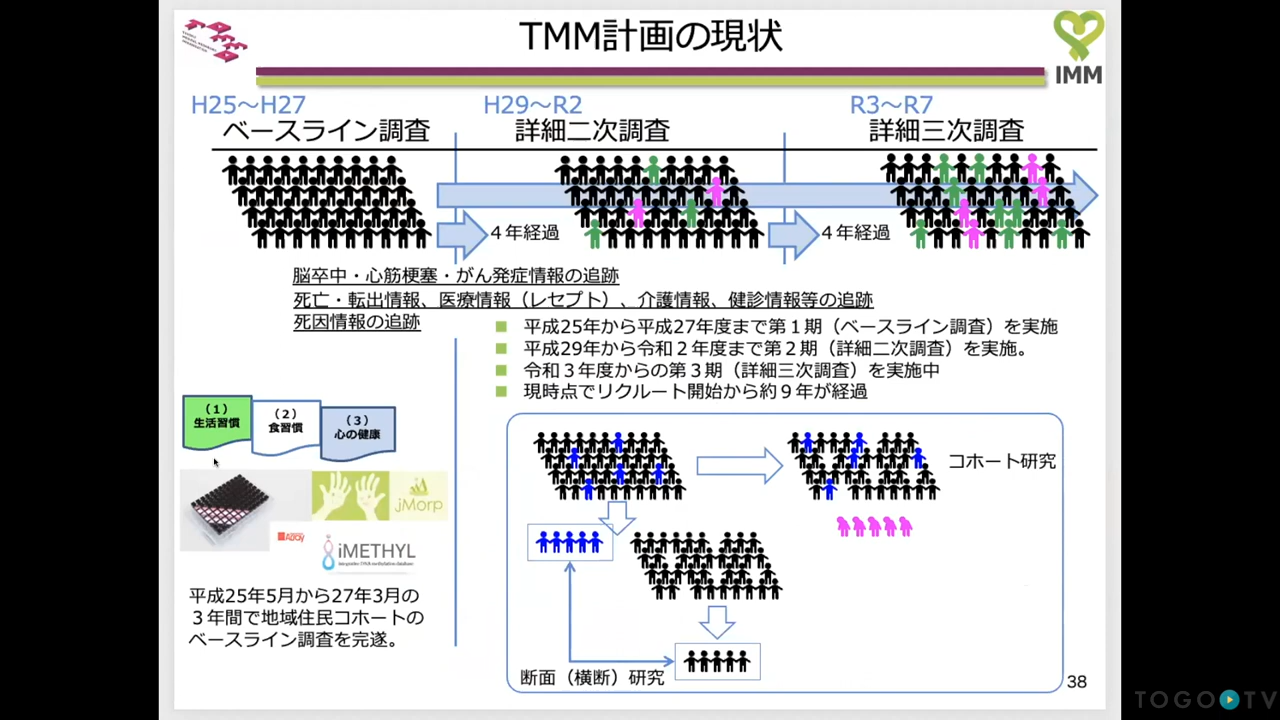 TMM計画の現状
IMM
H25～H27
ベースライン調査
H29～R2
詳細二次調査
R3～R7
詳細三次調査
４年経過
４年経過
脳卒中・心筋梗塞・がん発症情報の追跡
死亡・転出情報、医療情報（レセプト）、介護情報、健診情報等の追跡
死因情報の追跡
平成25年から平成27年度まで第１期（ベースライン調査）を実施
平成29年から令和２年度まで第２期（詳細二次調査）を実施。
令和３年度からの第３期（詳細三次調査）を実施中
現時点でリクルート開始から約９年が経過
（1）
生活習慣
（2）
食習慣
（3）
心の健康
jMorp
Array
iMETHYL
平成25年5月から27年3月の
３年間で地域住民コホートの
ベースライン調査を完遂。
コホート研究
断面（横断）研究
38
TOGOTV